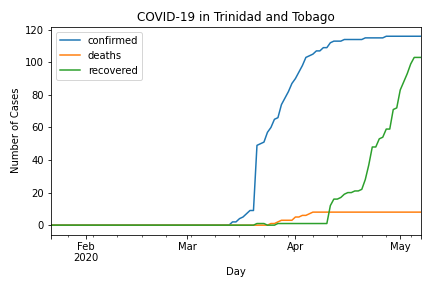 COVID-19 in Trinidad and Tobago
confirmed
deaths
recovered
Number of Cases
120
100
80
60
40
20
0
Feb
2020
Mar
Apr
May
Day